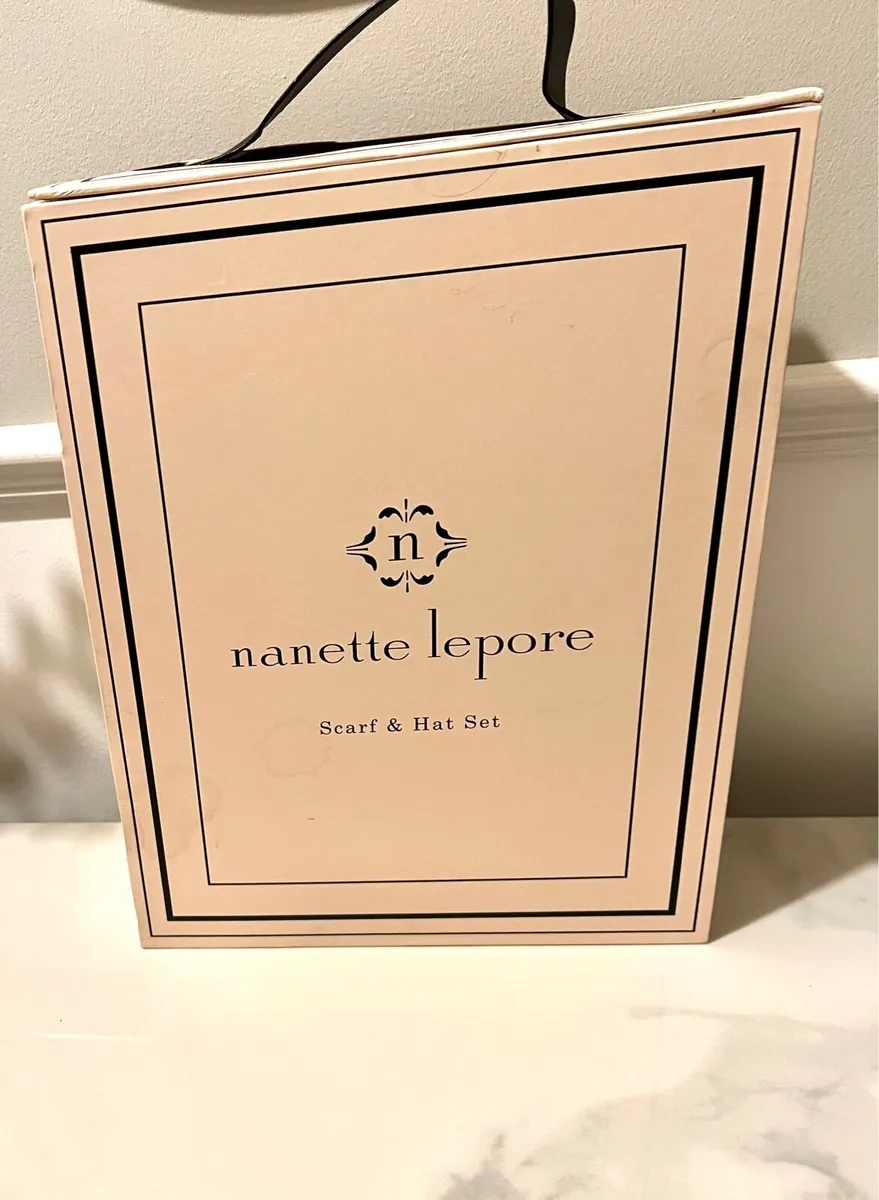 n
nanette lepore
Scarf & Hat Set